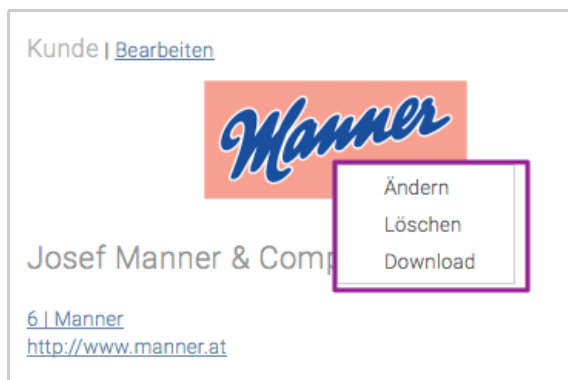 Kunde | Bearbeiten
Manner
Ändern
Löschen
Josef Manner & Comp
Download
6 | Manner
http://www.manner.at